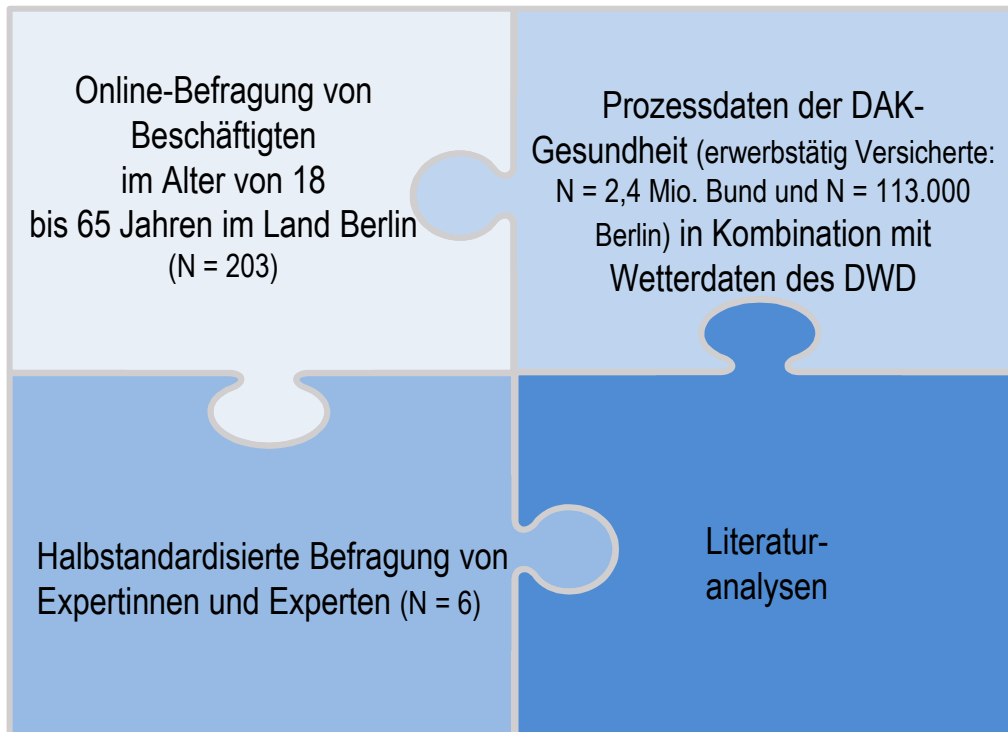 Online-Befragung von
Beschäftigten
im Alter von 18
bis 65 Jahren im Land Berlin
(N = 203)
Prozessdaten der DAK-
Gesundheit (erwerbstätig Versicherte:
N = 2,4 Mio. Bund und N = 113.000
Berlin) in Kombination mit
Wetterdaten des DWD
Halbstandardisierte Befragung von
Expertinnen und Experten (N = 6)
Literatur-
analysen